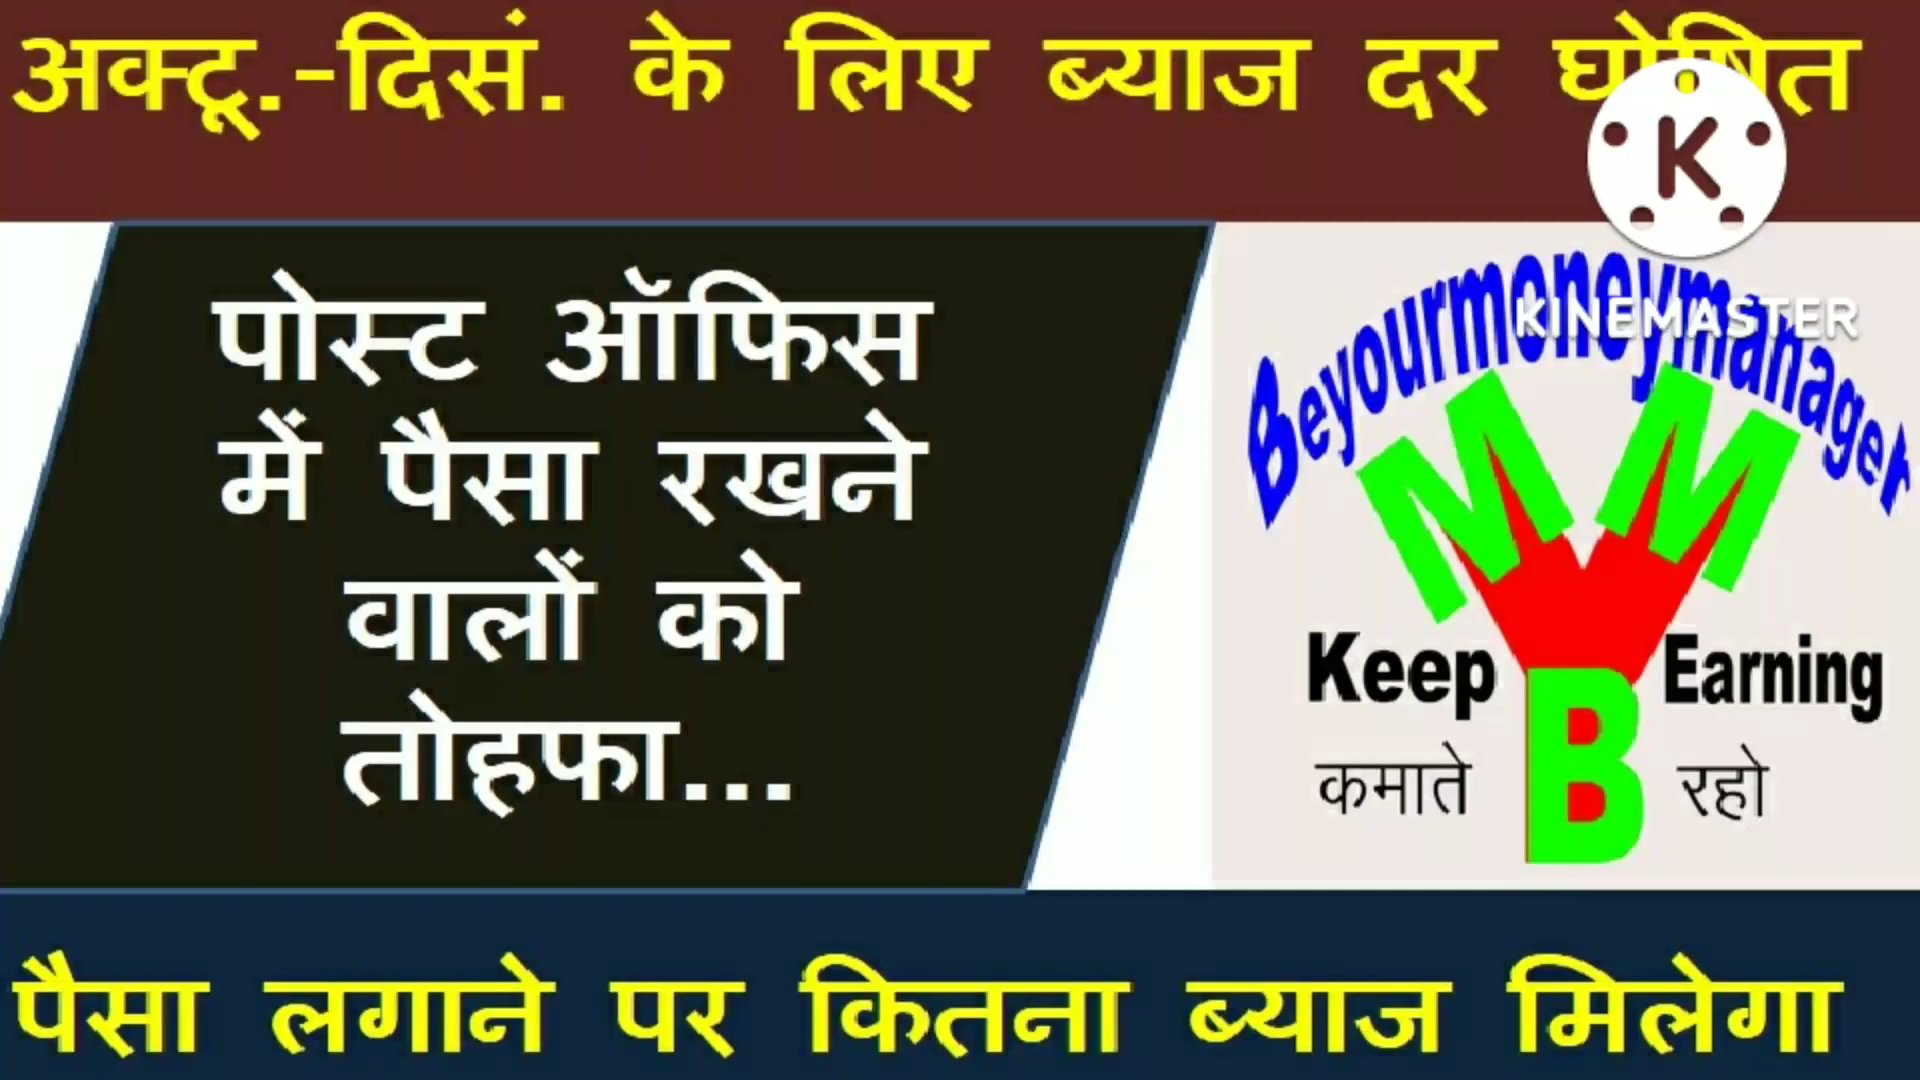 अक्टू.-दिसं. के लिए ब्याज दर घोषित
K
KINEMASTER
पोस्ट ऑफिस
में पैसा रखने
वालों को
तोहफा...
Beyourmoneymanager
M M
Keep Earning
B
कमाते रहो
पैसा लगाने पर कितना ब्याज मिलेगा